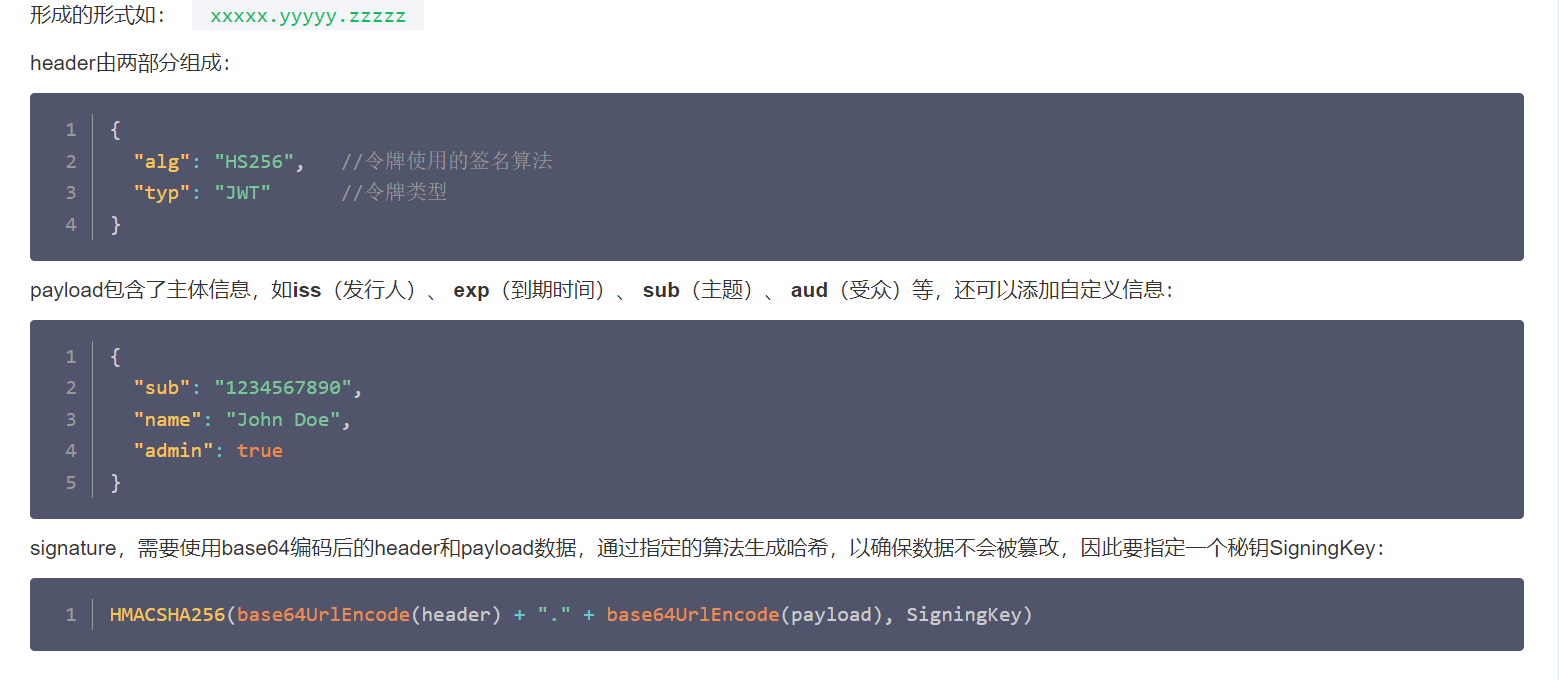 形成的形式如： xxxxx.yyyyy.zzzzz
header由两部分组成：
1 {
2   "alg": "HS256",   //令牌使用的签名算法
3   "typ": "JWT"      //令牌类型
4 }
payload包含了主体信息，如iss（发行人）、 exp（到期时间）、 sub（主题）、 aud（受众）等，还可以添加自定义信息：
1 {
2   "sub": "1234567890",
3   "name": "John Doe",
4   "admin": true
5 }
signature，需要使用base64编码后的header和payload数据，通过指定的算法生成哈希，以确保数据不会被篡改，因此要指定一个秘钥SigningKey：
1 HMACSHA256(base64UrlEncode(header) + "." + base64UrlEncode(payload), SigningKey)